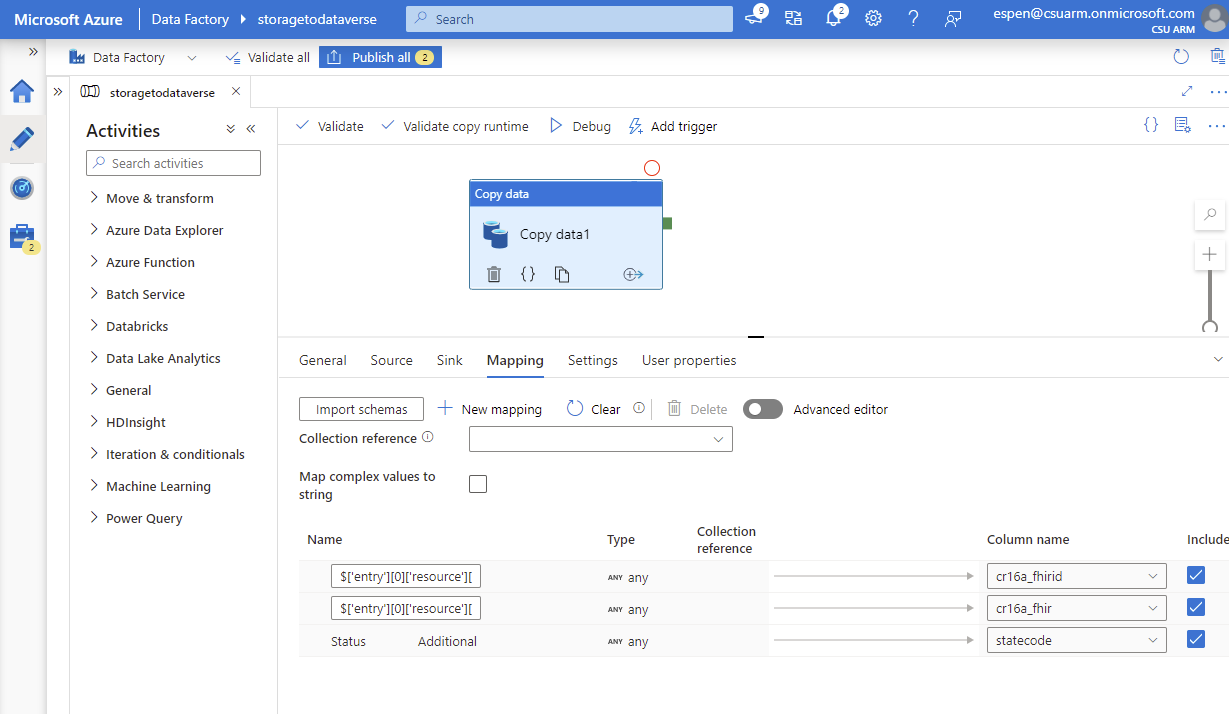 Microsoft Azure Data Factory storagetodataverse Search 9 2 espen@csuarm.onmicrosoft.com
CSU ARM
Data Factory Validate all Publish all 2
storagetodataverse
Activities
Search activities
Move & transform
Azure Data Explorer
Azure Function
2
Batch Service
Databricks
Data Lake Analytics
General
HDInsight
Iteration & conditionals
Machine Learning
Power Query
Validate Validate copy runtime Debug Add trigger
Copy data
Copy data1
General Source Sink Mapping Settings User properties
Import schemas New mapping Clear Delete Advanced editor
Collection reference
Map complex values to
string
Name Type Collection
reference Column name Include
$['entry'][0]['resource'][ ANY any cr16a_fhirid
$['entry'][0]['resource'][ ANY any cr16a_fhir
Status Additional ANY any statecode